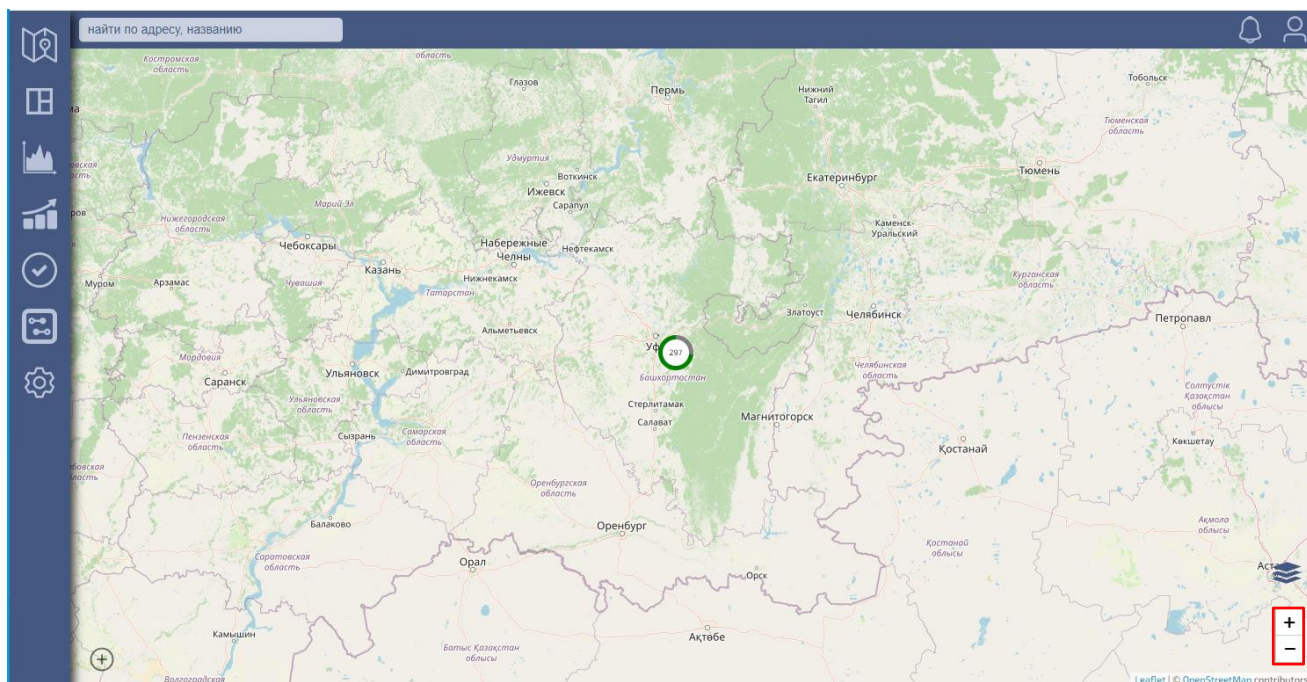 найти по адресу, названию
Костромская
область
область
Глазов
Пермь
Нижний
Тагил
Тобольск
Тюменская
область
Удмуртия
Воткинск
Ижевск
Сарапул
Екатеринбург
Тюмень
Марий Эл
Нижегородская
область
Чебоксары
Набережные
Челны
Нефтекамск
Каменск-
Уральский
Казань
Нижнекамск
Курганская
область
Муром
Арзамас
Чувашия
Татарстан
Златоуст
Челябинск
Петропавл
Альметьевск
297
Мордовия
Ульяновск
Димитровград
Башкортостан
Челябинская
область
Саранск
Солтүстік
Қазақстан
облысы
Ульяновская
область
Стерлитамак
Салават
Магнитогорск
Пензенская
область
Сызрань
Самарская
область
Қостанай
Көкшетау
Оренбургская
область
Балаково
Оренбург
Ақмола
облысы
Саратовская
область
Орал
Орск
Қостанай
облысы
+
−
Камышин
Ақтөбе
Батыс Қазақстан
облысы
Волгоградская
Leaflet | © OpenStreetMap contributors